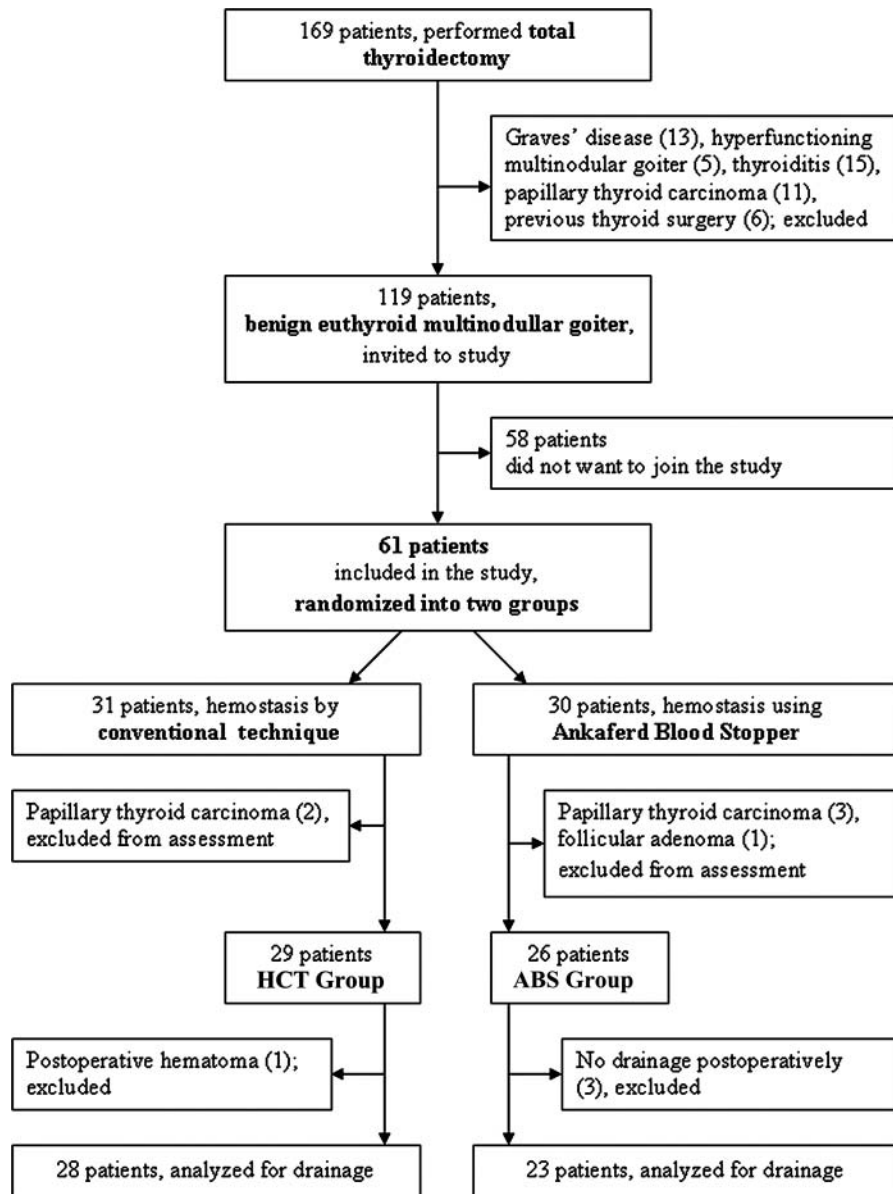 169 patients, performed total
thyroidectomy
Graves’ disease (13), hyperfunctioning
multinodular goiter (5), thyroiditis (15),
papillary thyroid carcinoma (11),
previous thyroid surgery (6); excluded
119 patients,
benign euthyroid multinodullar goiter,
invited to study
58 patients
did not want to join the study
61 patients
included in the study,
randomized into two groups
31 patients, hemostasis by
conventional technique
30 patients, hemostasis using
Ankaferd Blood Stopper
Papillary thyroid carcinoma (2),
excluded from assessment
Papillary thyroid carcinoma (3),
follicular adenoma (1);
excluded from assessment
29 patients
HCT Group
26 patients
ABS Group
Postoperative hematoma (1);
excluded
No drainage postoperatively
(3), excluded
28 patients, analyzed for drainage
23 patients, analyzed for drainage